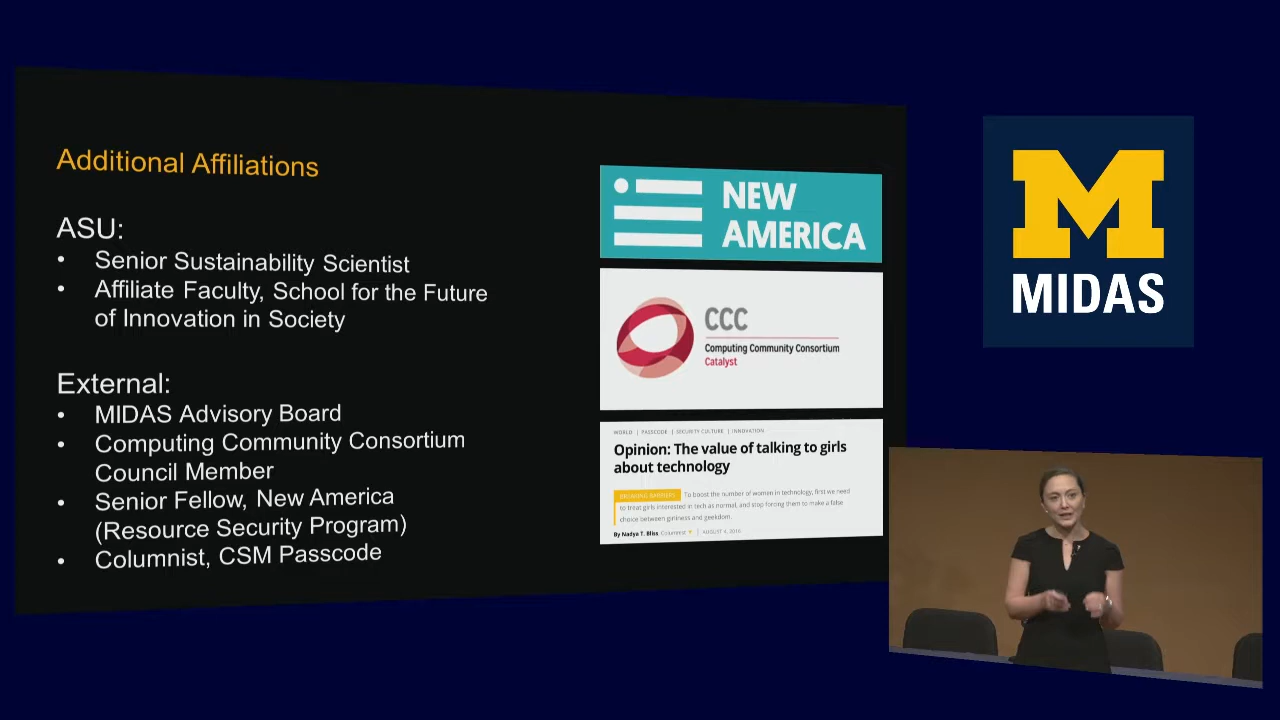 Additional Affiliations
ASU:
• Senior Sustainability Scientist
• Affiliate Faculty, School for the Future
of Innovation in Society
External:
• MIDAS Advisory Board
• Computing Community Consortium
Council Member
• Senior Fellow, New America
(Resource Security Program)
• Columnist, CSM Passcode
NEW
AMERICA
CCC
Computing Community Consortium
Catalyst
WORLD | PASSCODE | SECURITY CULTURE | INNOVATION
Opinion: The value of talking to girls
about technology
BREAKING BARRIERS To boost the number of women in technology, first we need
to treat girls interested in tech as normal, and stop forcing them to make a false
choice between girliness and geekdom.
By Nadya T. Bliss, Columnist | AUGUST 4, 2016
M
MIDAS